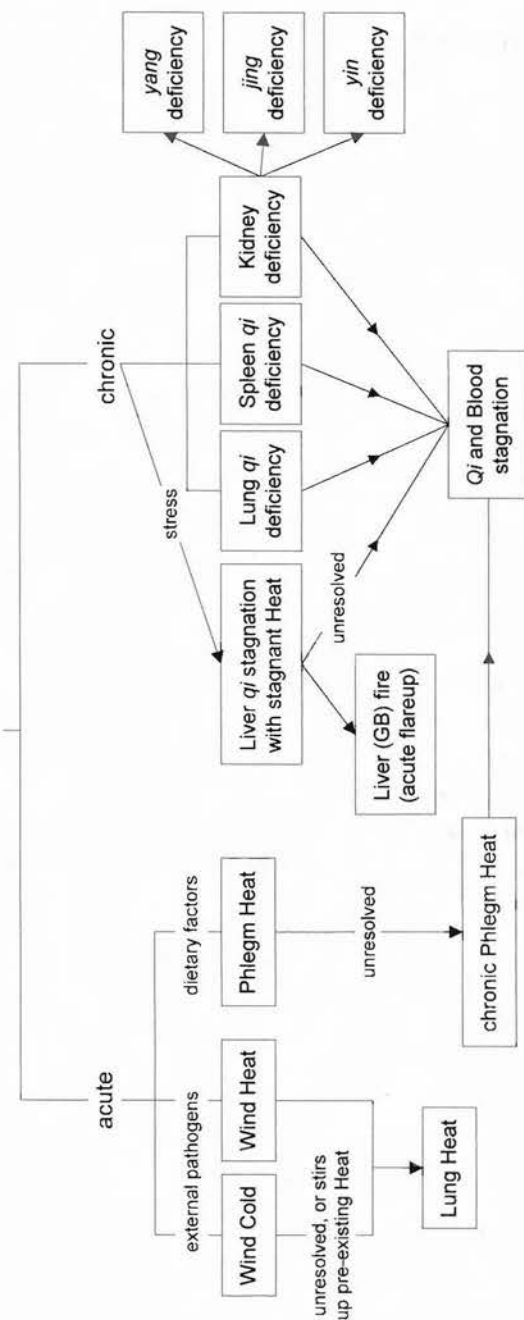 acute
chronic
external pathogens
dietary factors
stress
Wind Cold
Wind Heat
Phlegm Heat
Liver qi stagnation
with stagnant Heat
Lung qi
deficiency
Spleen qi
deficiency
Kidney
deficiency
yang
deficiency
jing
deficiency
yin
deficiency
unresolved, or stirs
up pre-existing Heat
unresolved
unresolved
Liver (GB) fire
(acute flareup)
Lung Heat
chronic Phlegm Heat
Qi and Blood
stagnation